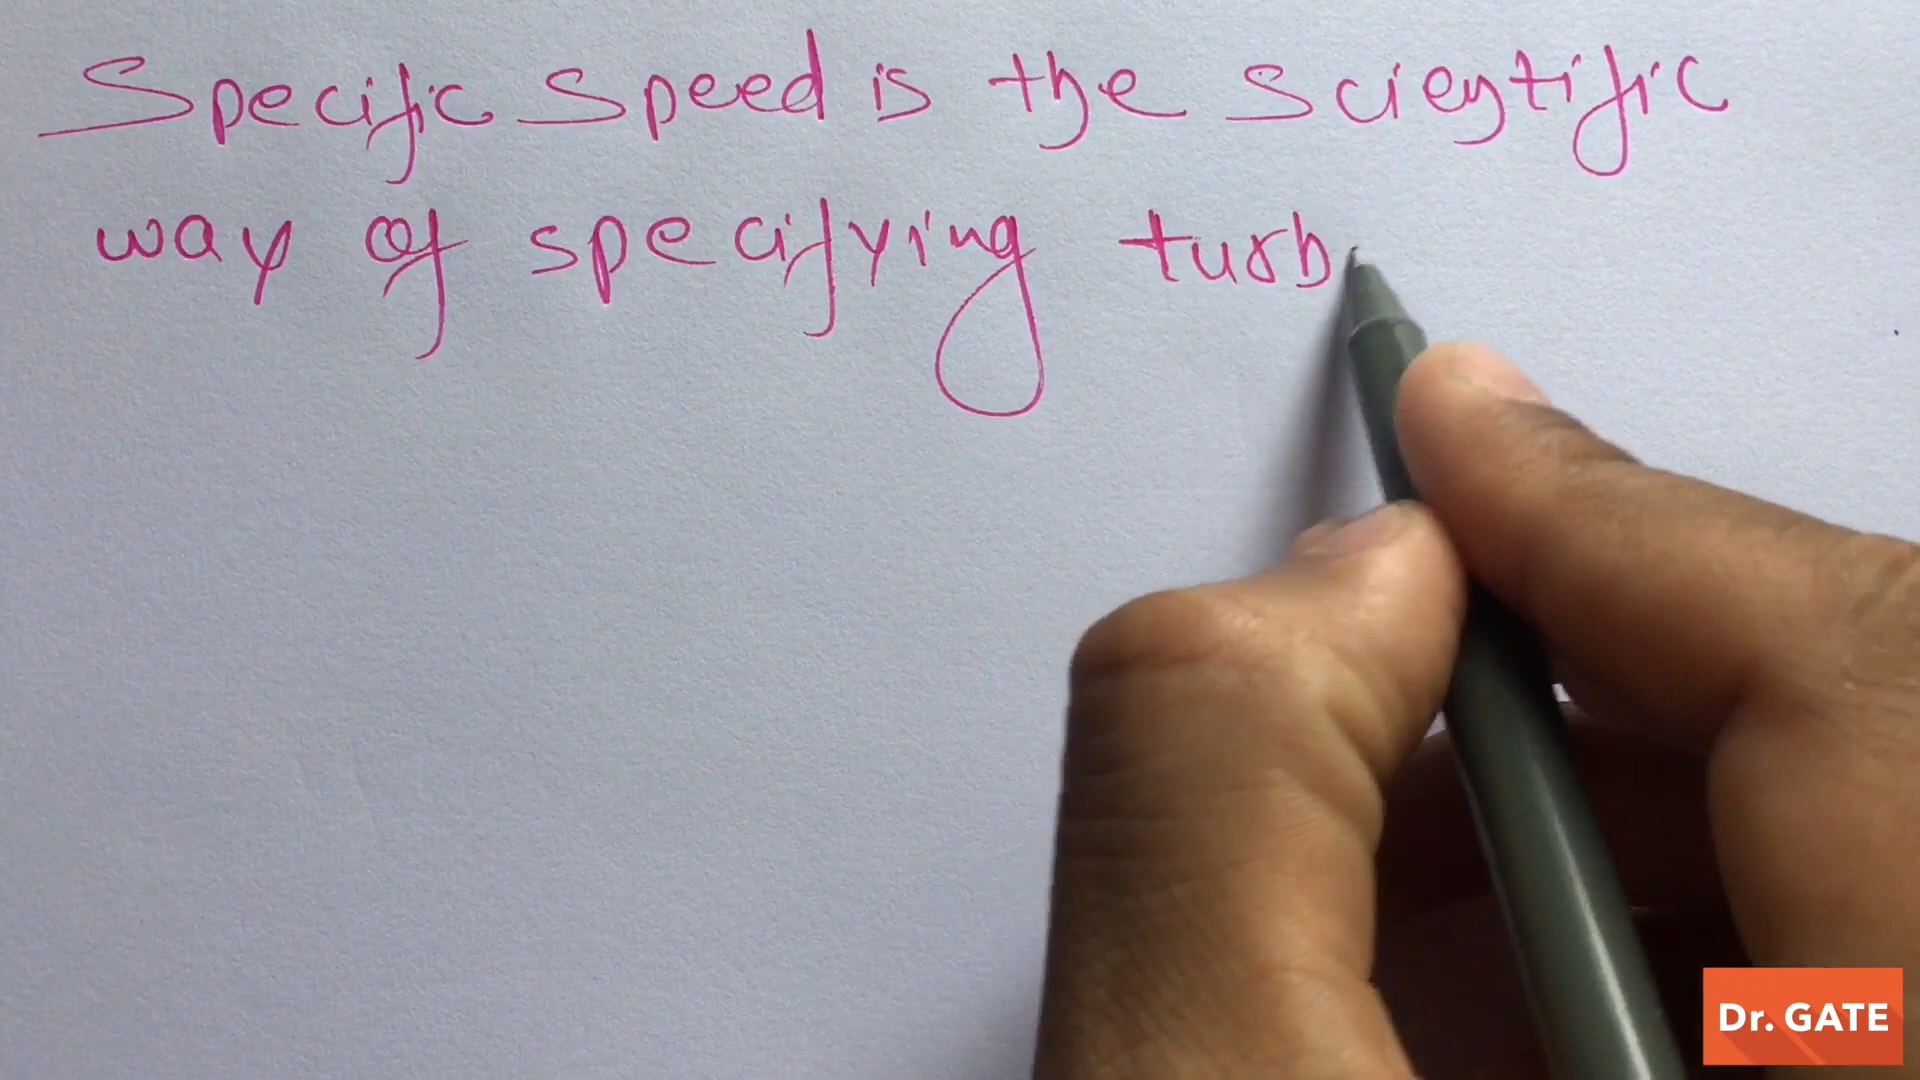 Specific Speed is the scientific
way of specifying turb
Dr. GATE